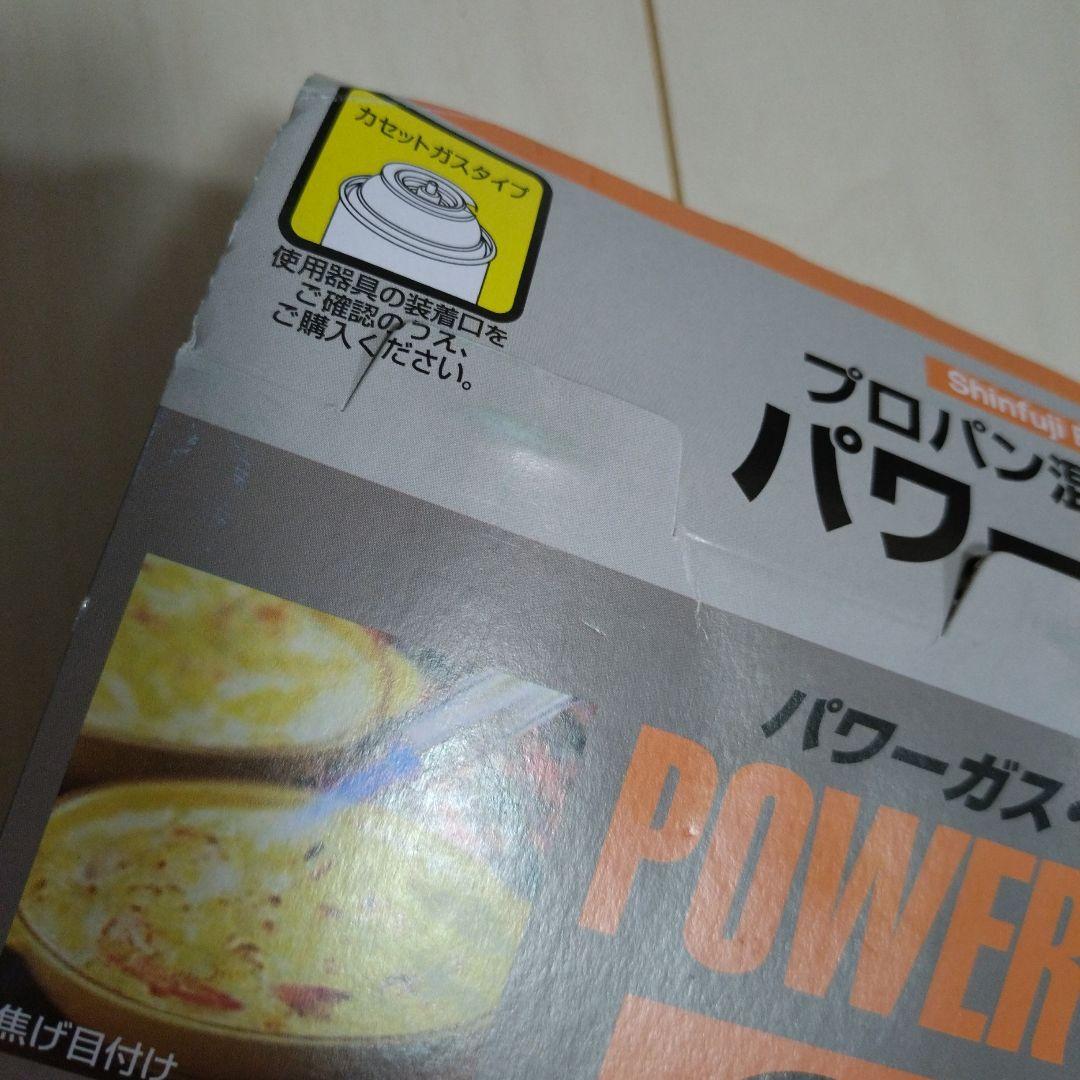 カセットガスタイプ
使用器具の装着口を
ご確認のうえ、
ご購入ください。
Shinfuji
プロパン混
パワー
パワーガス・
POWER
焦げ目付け